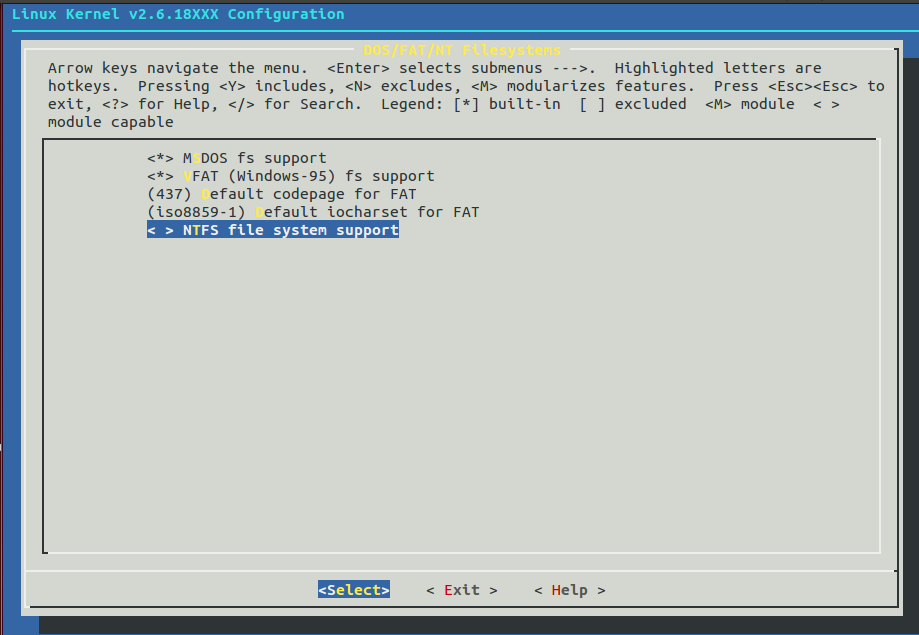 Linux Kernel v2.6.18XXX Configuration
DOS/FAT/NT Filesystems
Arrow keys navigate the menu.  <Enter> selects submenus --->.  Highlighted letters are
hotkeys.  Pressing <Y> includes, <N> excludes, <M> modularizes features.  Press <Esc><Esc> to
exit, <?> for Help, </> for Search.  Legend: [*] built-in  [ ] excluded  <M> module  < >
module capable
<*> MSDOS fs support
<*> VFAT (Windows-95) fs support
(437) Default codepage for FAT
(iso8859-1) Default iocharset for FAT
< > NTFS file system support
<Select>    < Exit >    < Help >